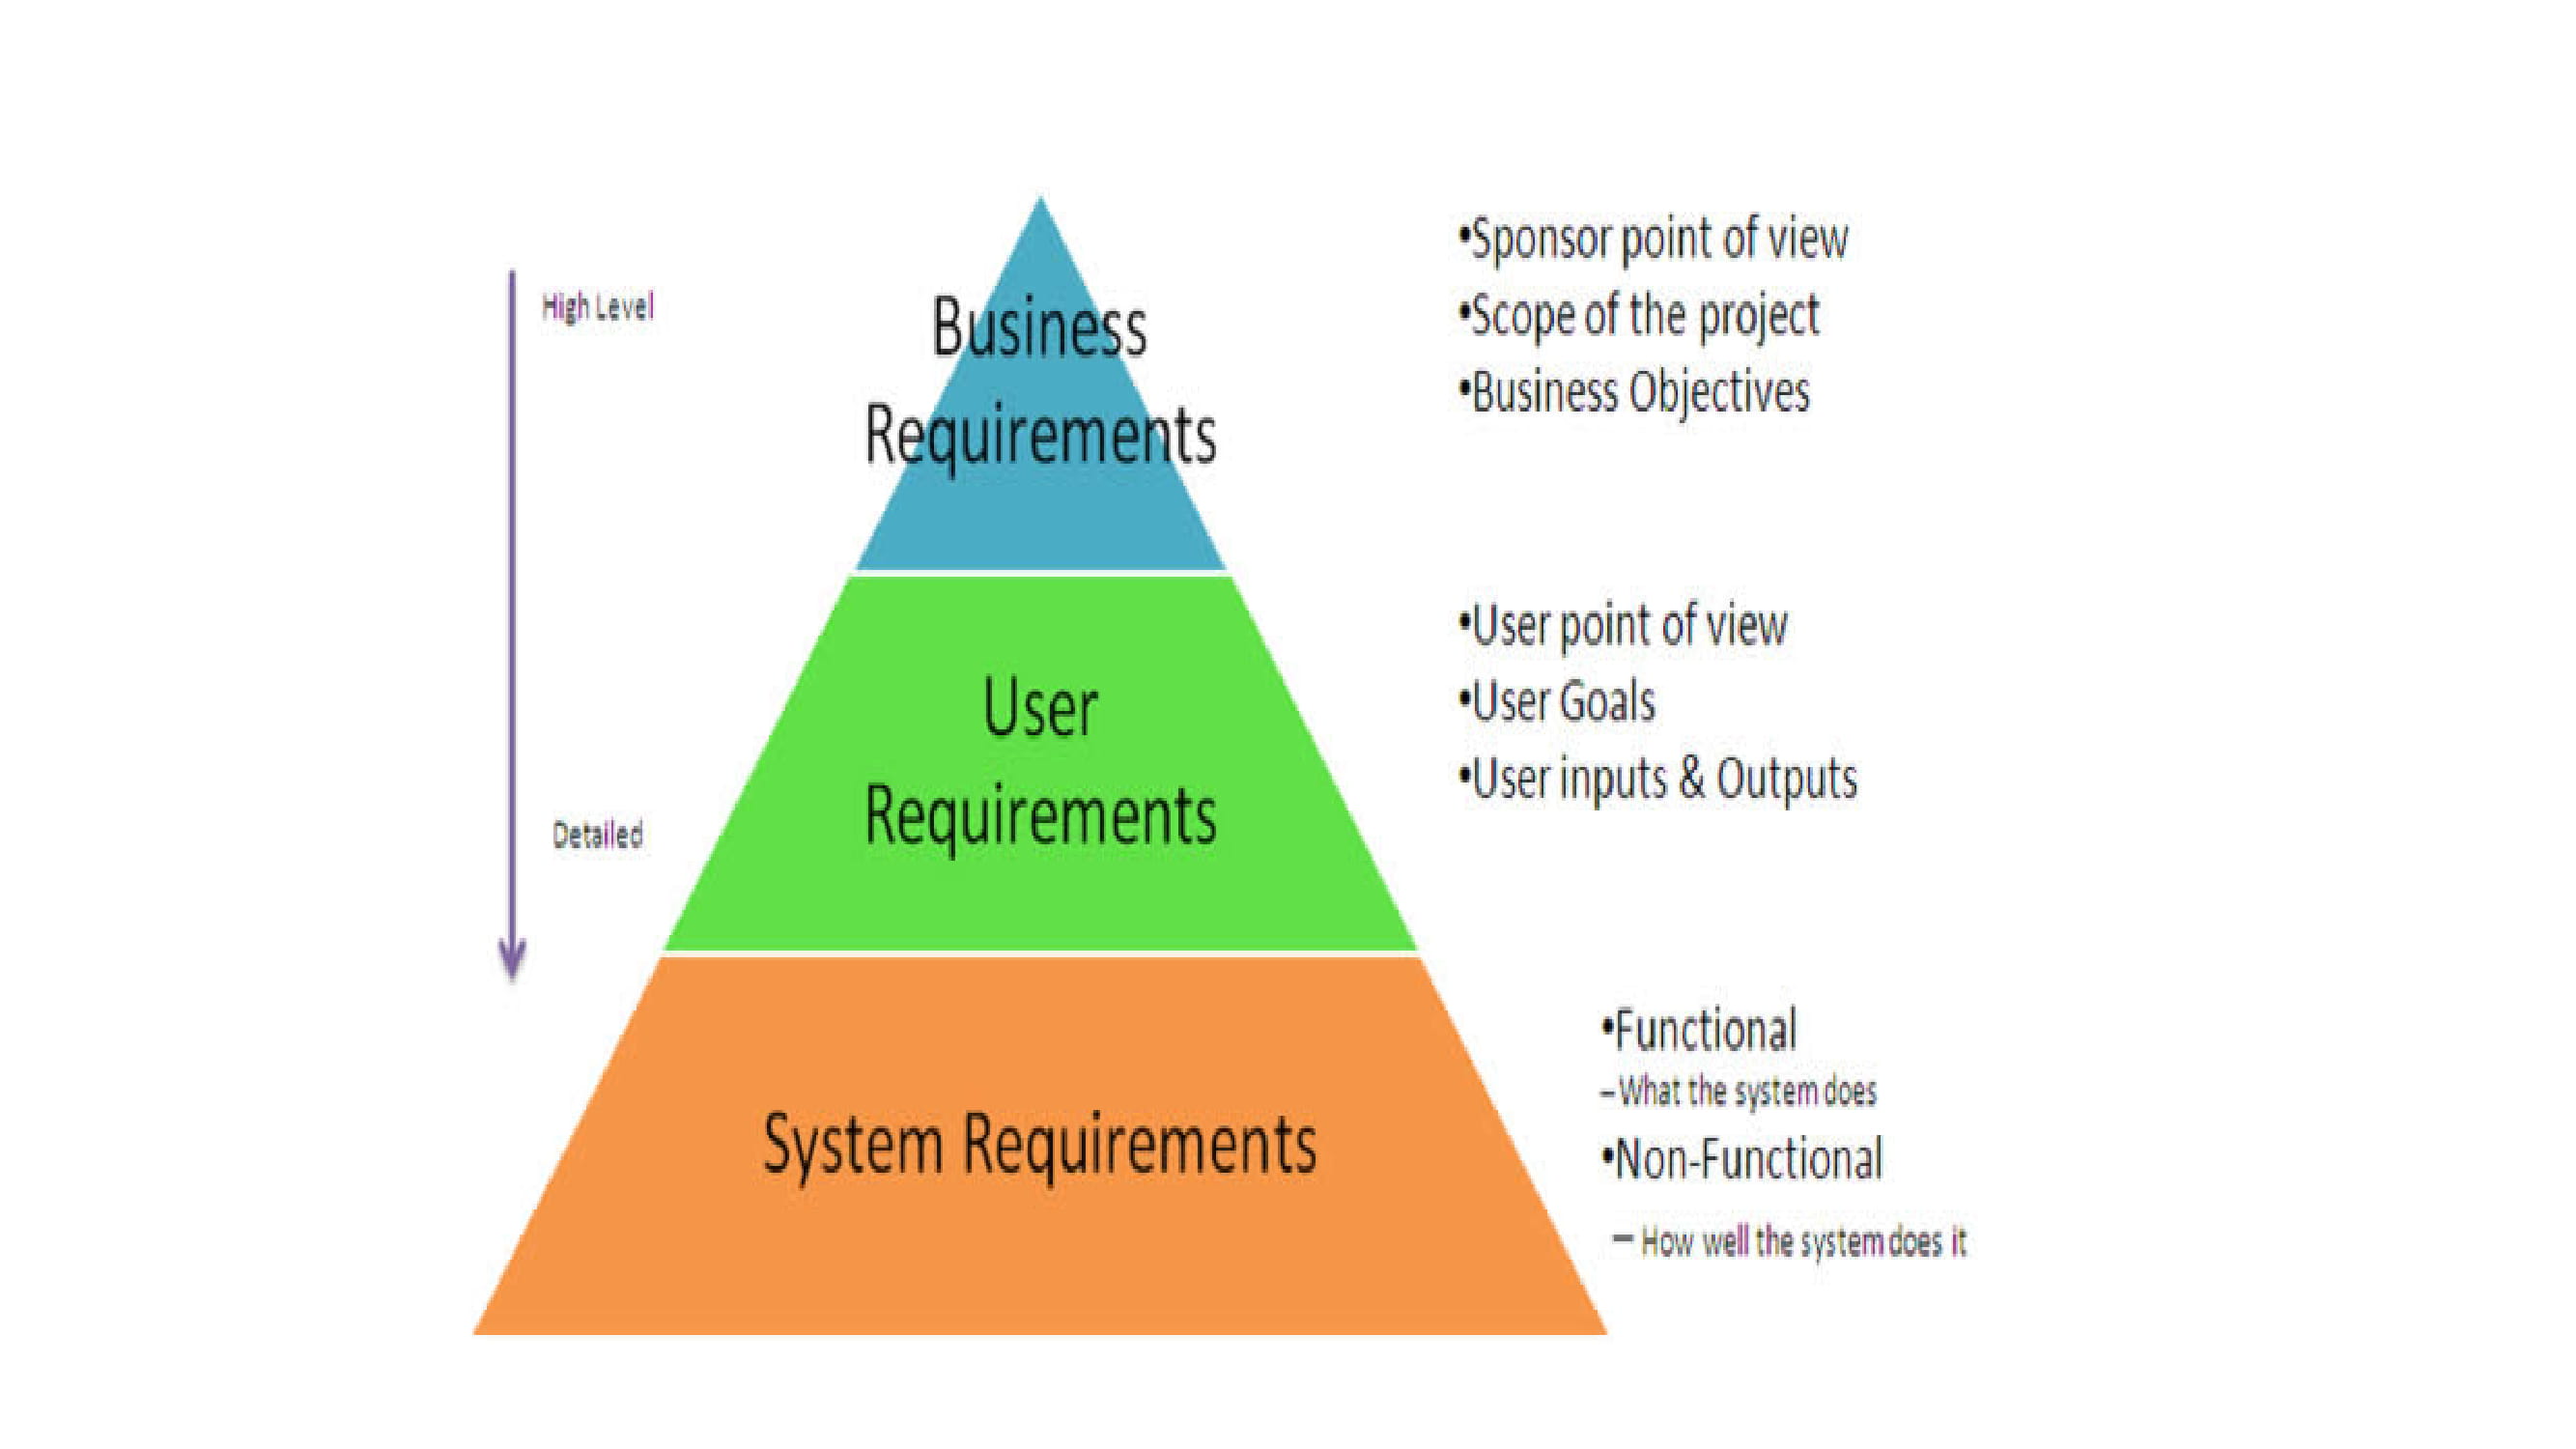 High Level
Detailed
Business
Requirements
User
Requirements
System Requirements
•Sponsor point of view
•Scope of the project
•Business Objectives
•User point of view
•User Goals
•User inputs & Outputs
•Functional
–What the system does
•Non-Functional
– How well the system does it